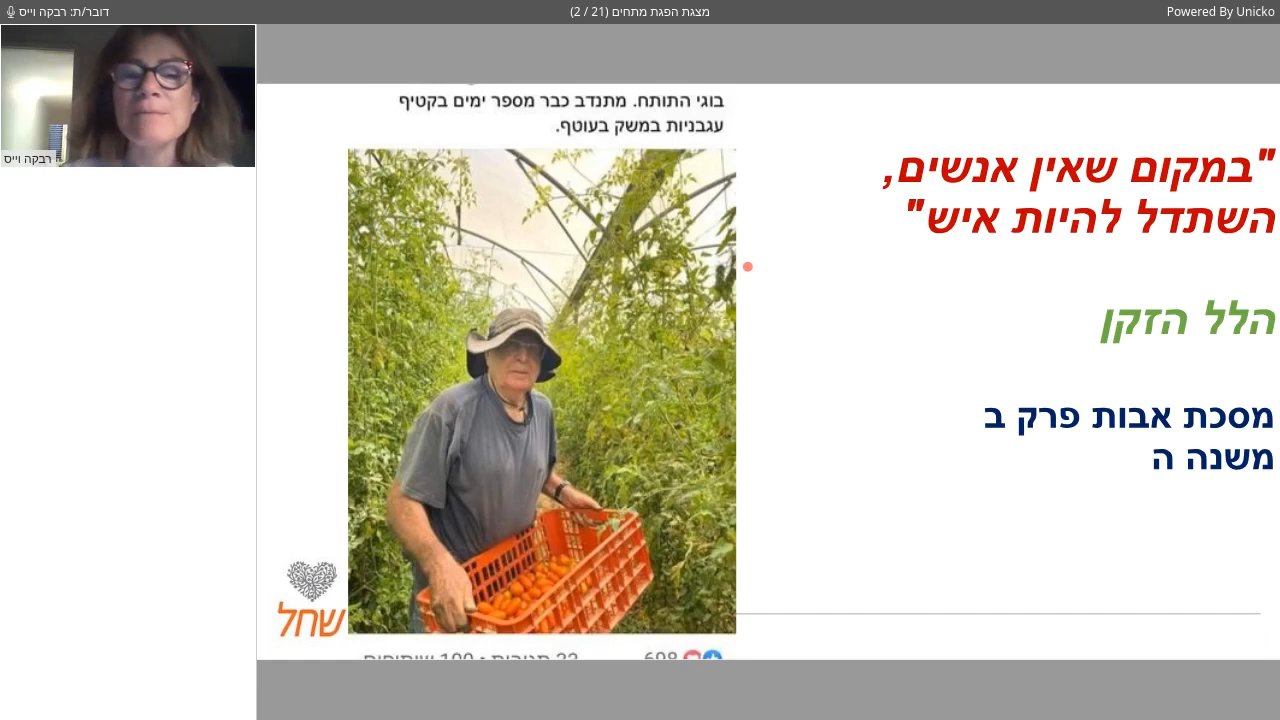 דובר/ת: רבקה וייס
מצגת הפגת מתחים (21 / 2)
Powered By Unicko
רבקה וייס
בוגי התותח. מתנדב כבר מספר ימים בקטיף
עגבניות במשק בעוטף.
"במקום שאין אנשים,
השתדל להיות איש"
הלל הזקן
מסכת אבות פרק ב
משנה ה
שחל